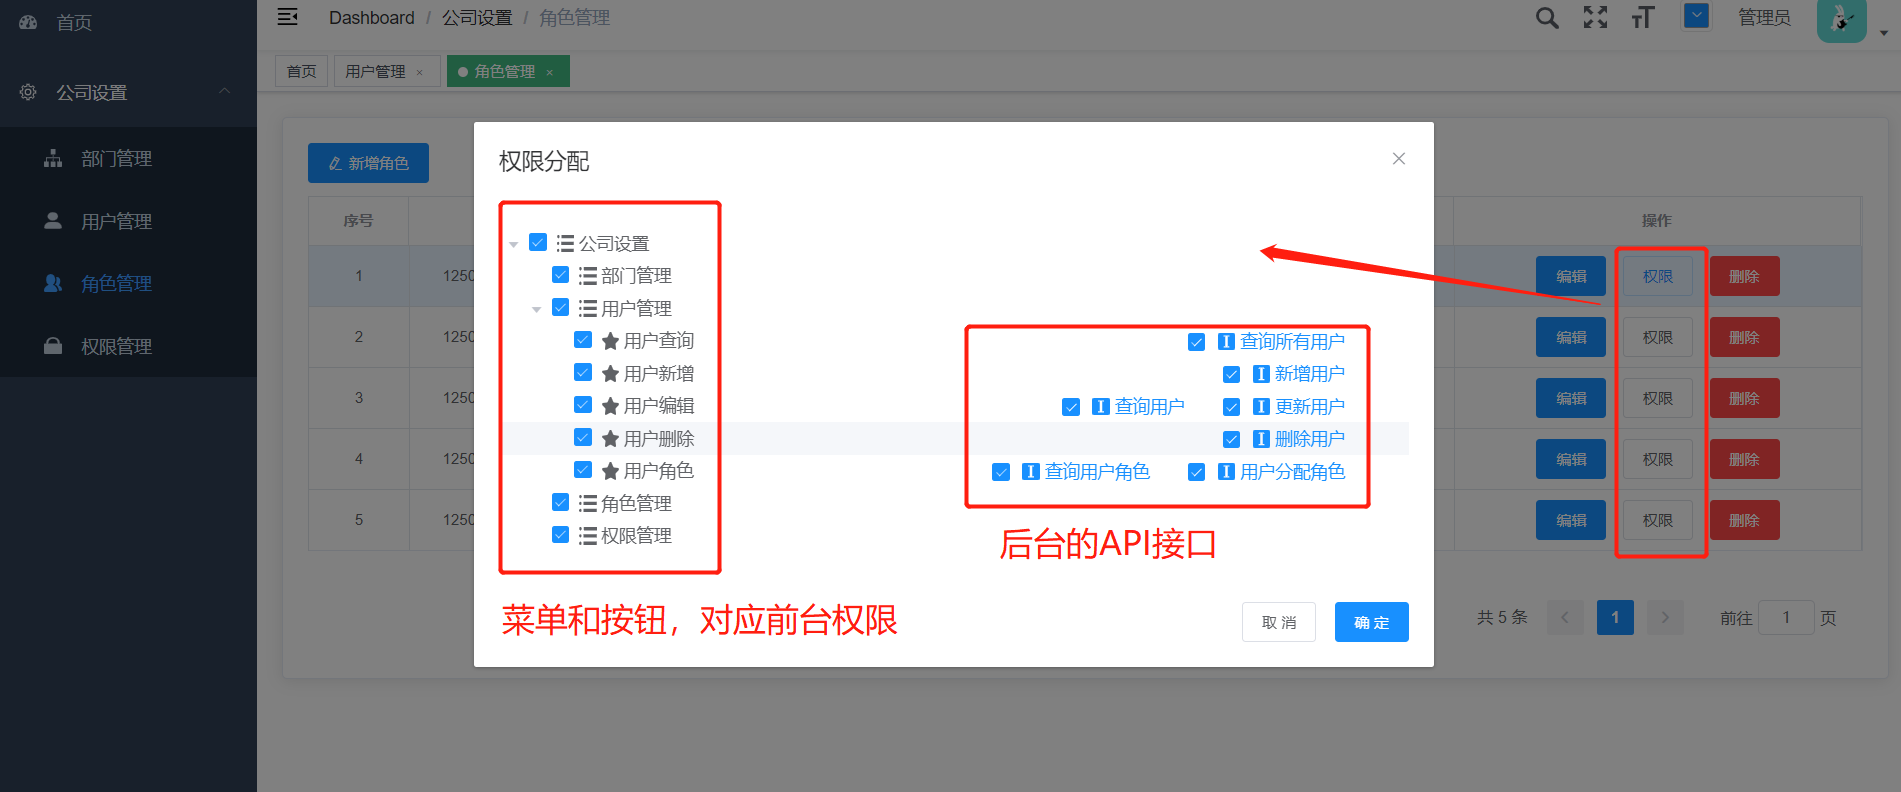 首页
Dashboard / 公司设置 / 角色管理
管理员
首页
用户管理 ×
角色管理 ×
公司设置
部门管理
用户管理
角色管理
权限管理
新增角色
序号
操作
1 1250 编辑 权限 删除
2 1250 编辑 权限 删除
3 1250 编辑 权限 删除
4 1250 编辑 权限 删除
5 1250 编辑 权限 删除
权限分配
公司设置
部门管理
用户管理
用户查询 查询所有用户
用户新增 新增用户
用户编辑 查询用户 更新用户
用户删除 删除用户
用户角色 查询用户角色 用户分配角色
角色管理
权限管理
后台的API接口
菜单和按钮，对应前台权限
取消
确定
共 5 条 1 前往 1 页